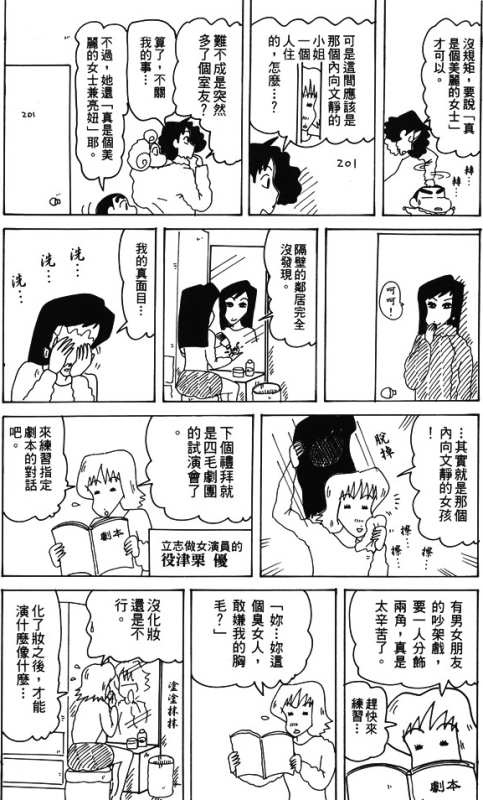 沒規矩，要說「真
是個美麗的女士」
才可以。
可是這間應該是
那個內向文靜的
小姐
一個
人住
的，怎麼…？
201
難不成是突然
多了個室友？
算了，不關
我的事…
不過，她還「真是個美
麗的女士兼亮妞」耶。
201
呵呵！
隔壁的鄰居完全
沒發現。
我的真面目…
洗…
洗…
…其實就是那個
內向文靜的女孩
！
脫掉
擦…
擦…
擦…
下個禮拜就
是四毛劇團
的試演會了
。
來練習指定
劇本的對話
吧。
劇本
立志做女演員的
役津栗 優
有男女朋友
的吵架戲，
要一人分飾
兩角，真是
太辛苦了。
趕快來
練習…
劇本
「妳…妳這
個臭女人，
敢嫌我的胸
毛？」
沒化妝
還是不
行。
塗塗抹抹
化了妝之後，才能
演什麼像什麼…